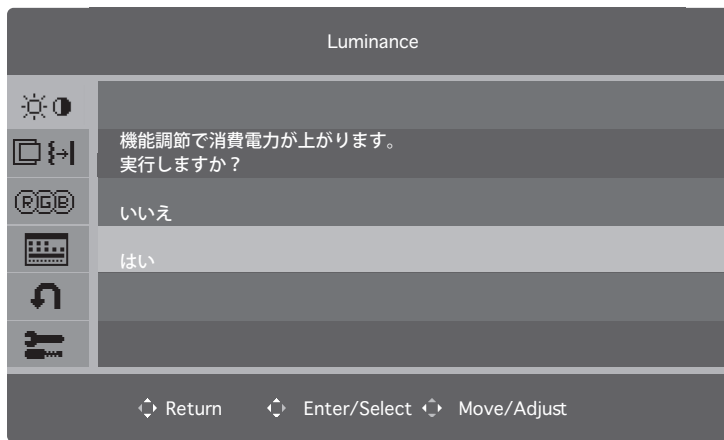 Luminance
機能調節で消費電力が上がります。
実行しますか？
RGB
いいえ
はい
Return Enter/Select Move/Adjust